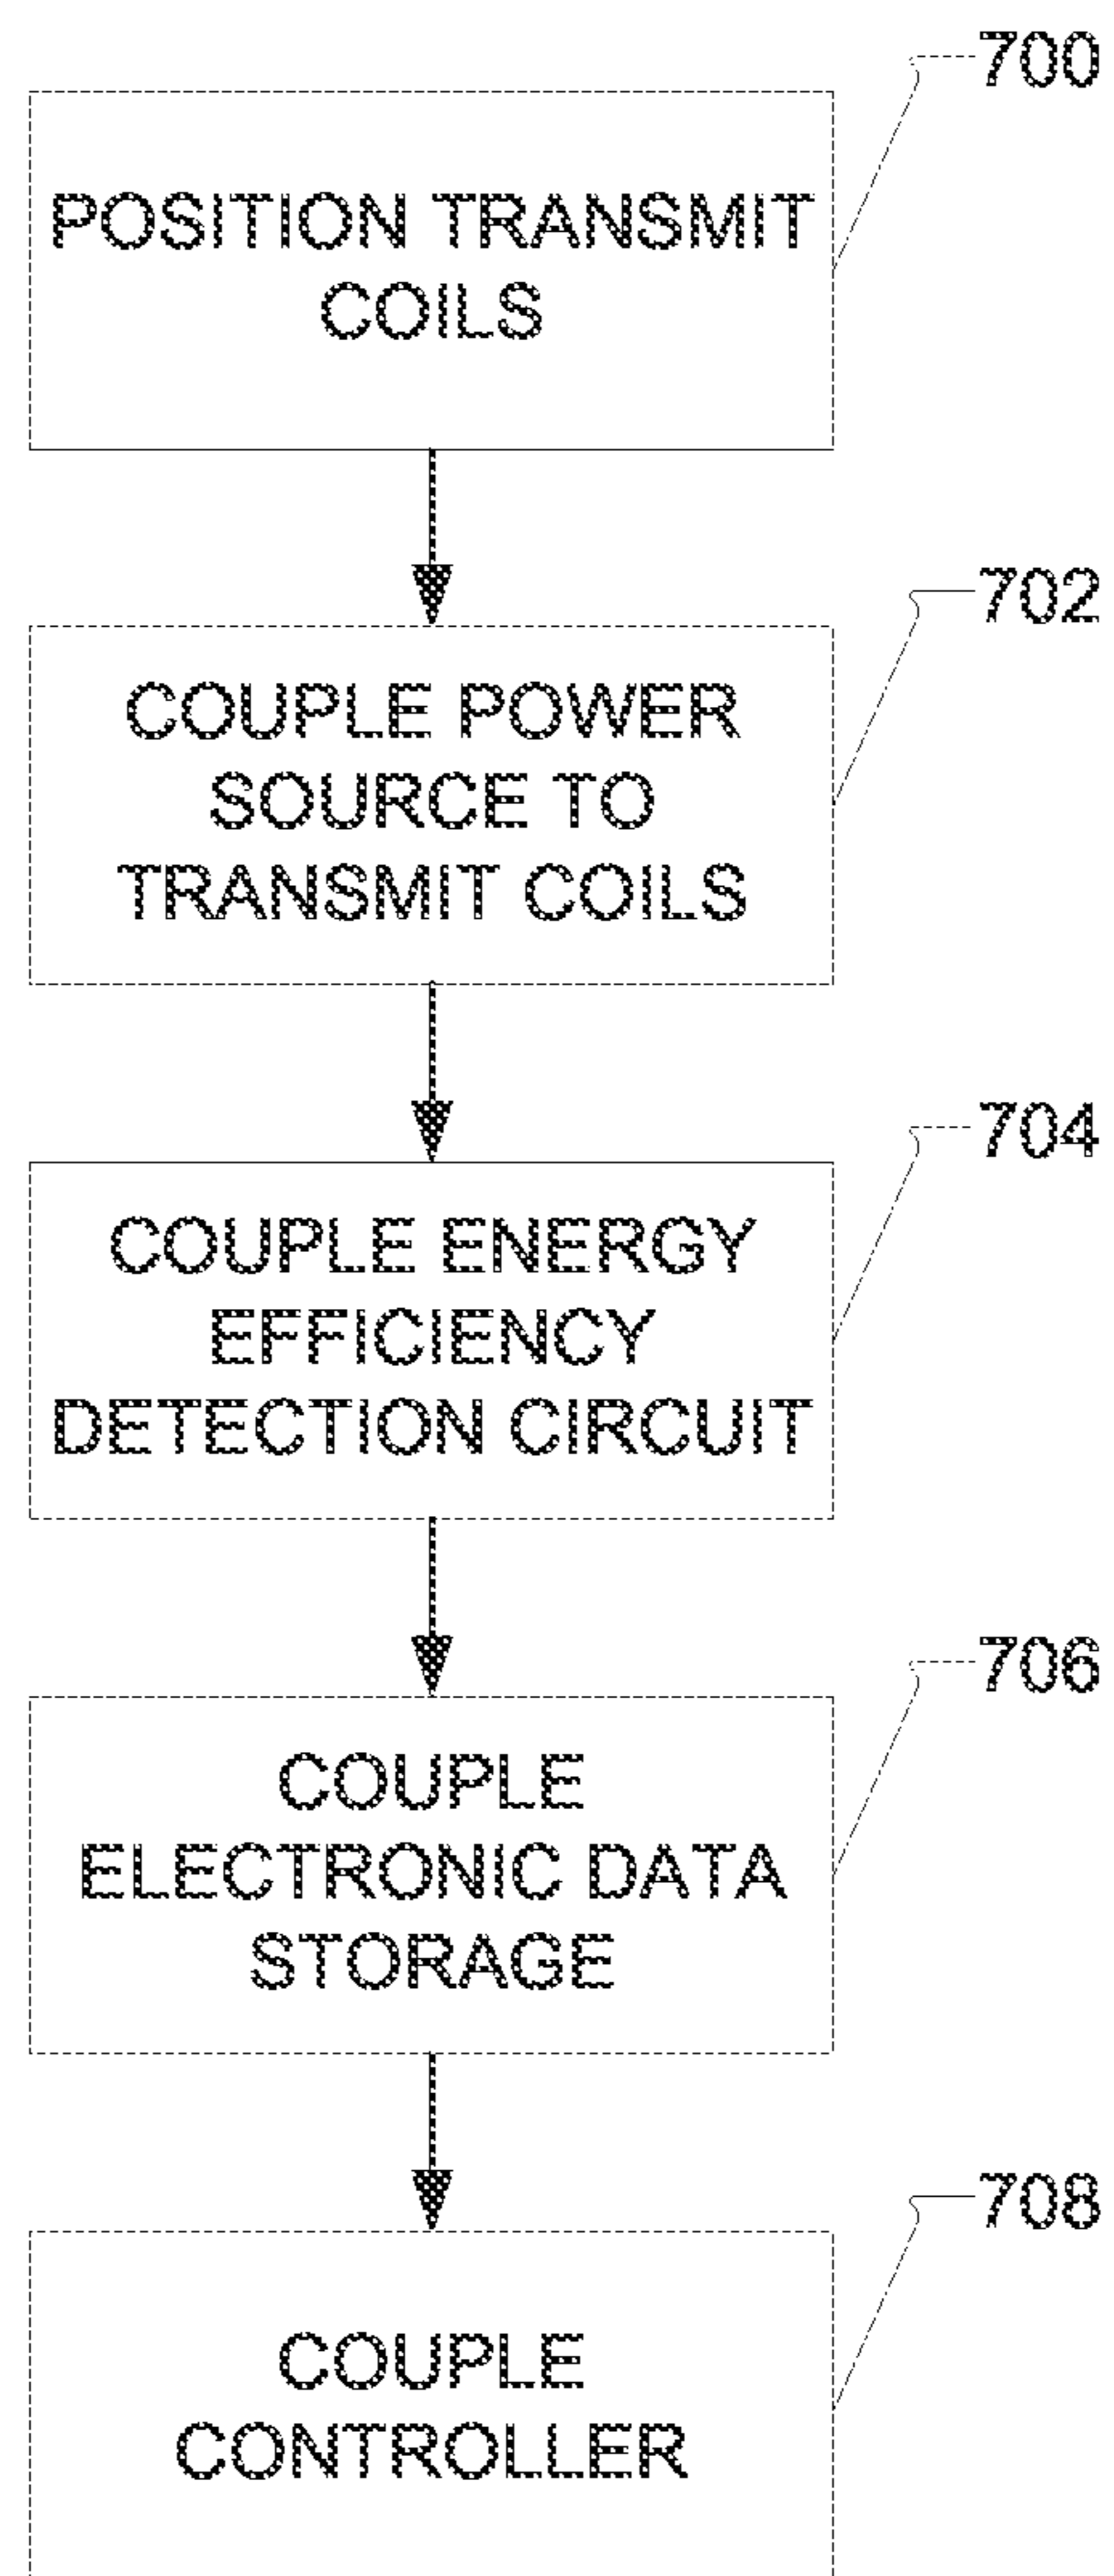 700
POSITION TRANSMIT
COILS
702
COUPLE POWER
SOURCE TO
TRANSMIT COILS
704
COUPLE ENERGY
EFFICIENCY
DETECTION CIRCUIT
706
COUPLE
ELECTRONIC DATA
STORAGE
708
COUPLE
CONTROLLER